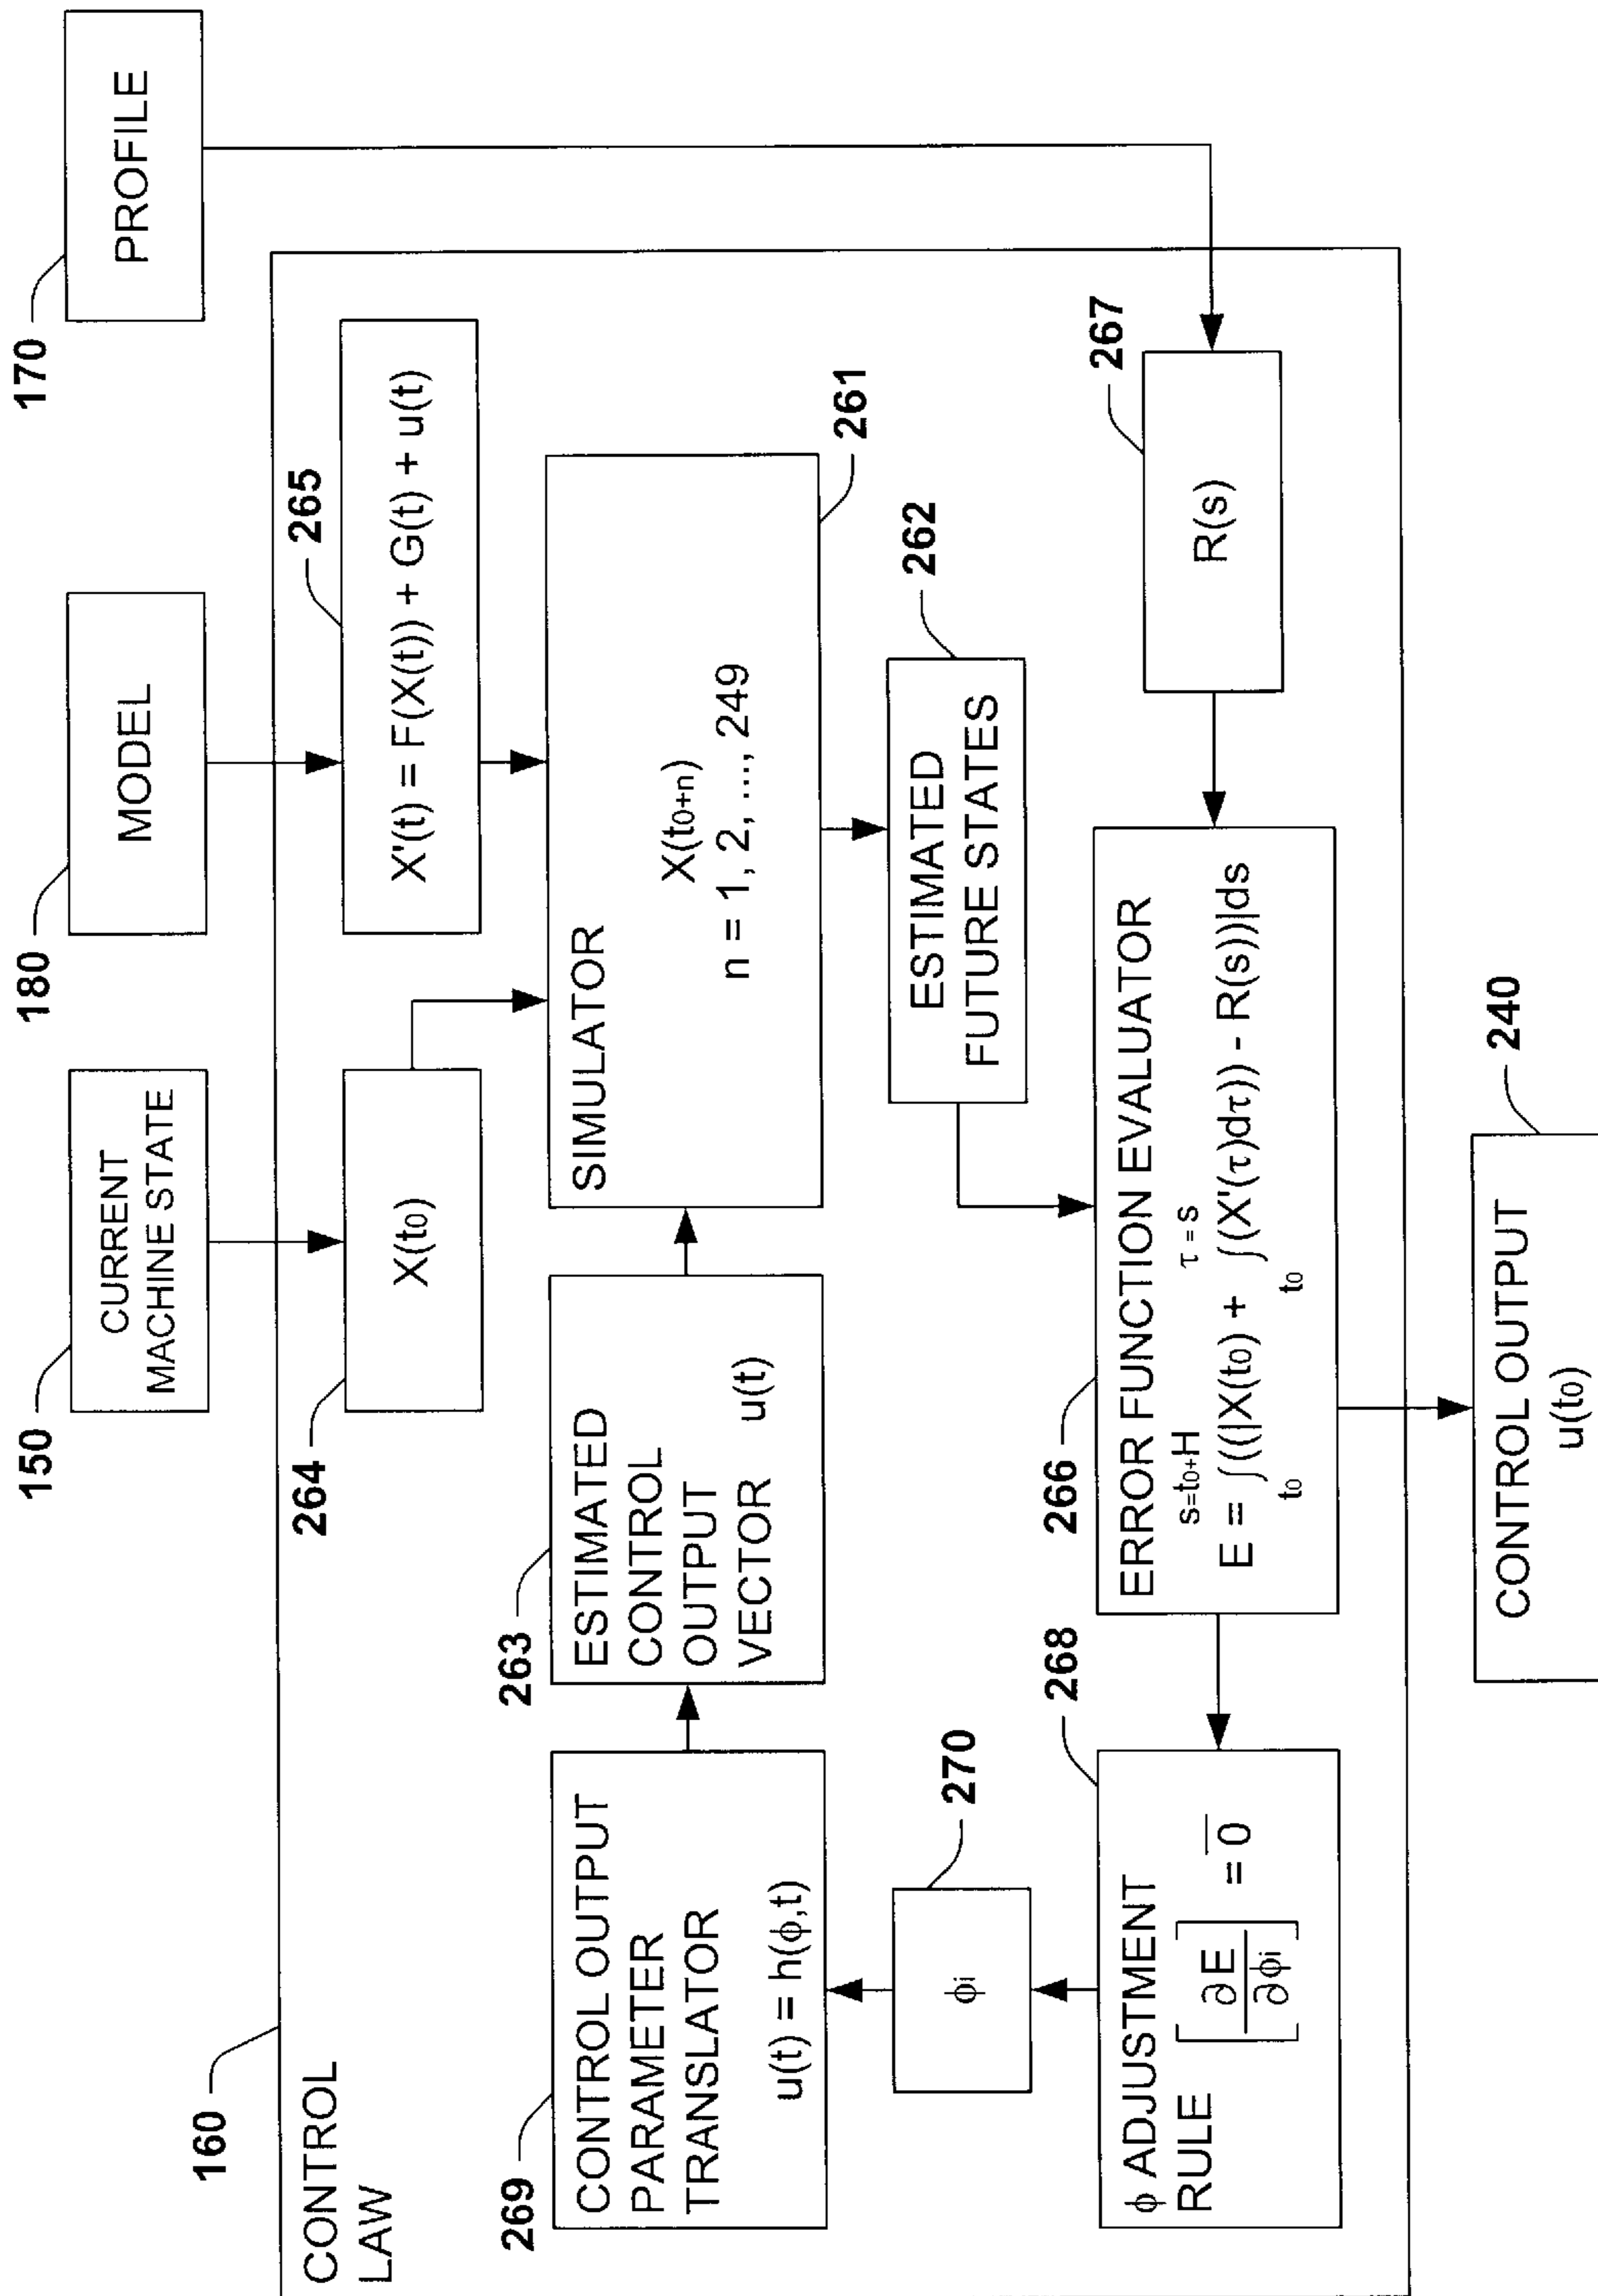 150
CURRENT
MACHINE STATE
180
MODEL
170
PROFILE
160
CONTROL
LAW
264
X(t0)
265
X'(t) = F(X(t)) + G(t) + u(t)
269
CONTROL OUTPUT
PARAMETER
TRANSLATOR
u(t) = h(ϕ,t)
263
ESTIMATED
CONTROL
OUTPUT
VECTOR u(t)
SIMULATOR
X(t0+n)
n = 1, 2, ..., 249
261
270
ϕi
262
ESTIMATED
FUTURE STATES
267
R(s)
268
ϕ ADJUSTMENT
RULE [∂E/∂ϕi] = 0̅
266
ERROR FUNCTION EVALUATOR
s=t0+H τ = s
E = ∫(((|X(t0) + ∫(X'(τ)dτ)) - R(s))|ds
t0 t0
240
CONTROL OUTPUT
u(t0)